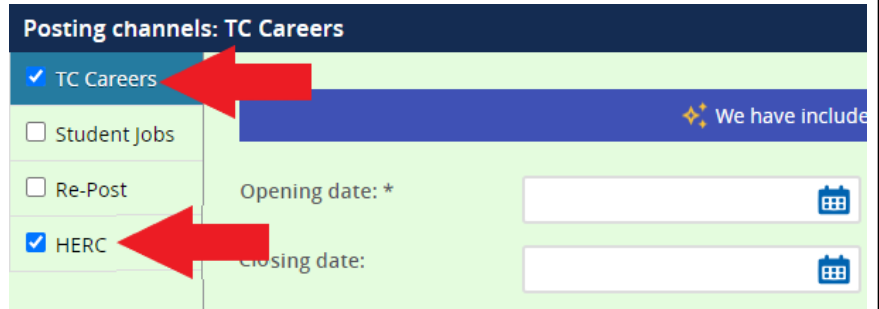 Posting channels: TC Careers
TC Careers
We have include
Student Jobs
Re-Post
Opening date: *
HERC
Closing date: